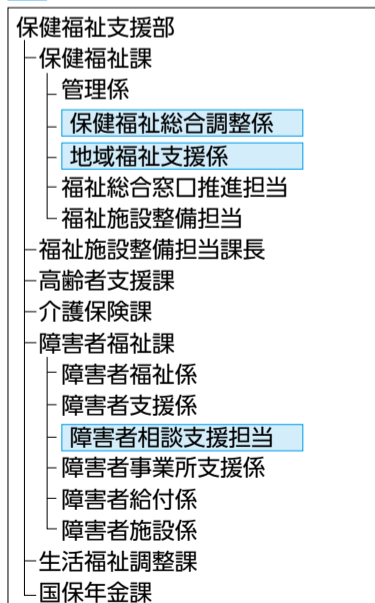 保健福祉支援部
保健福祉課
管理係
保健福祉総合調整係
地域福祉支援係
福祉総合窓口推進担当
福祉施設整備担当
福祉施設整備担当課長
高齢者支援課
介護保険課
障害者福祉課
障害者福祉係
障害者支援係
障害者相談支援担当
障害者事業所支援係
障害者給付係
障害者施設係
生活福祉調整課
国保年金課